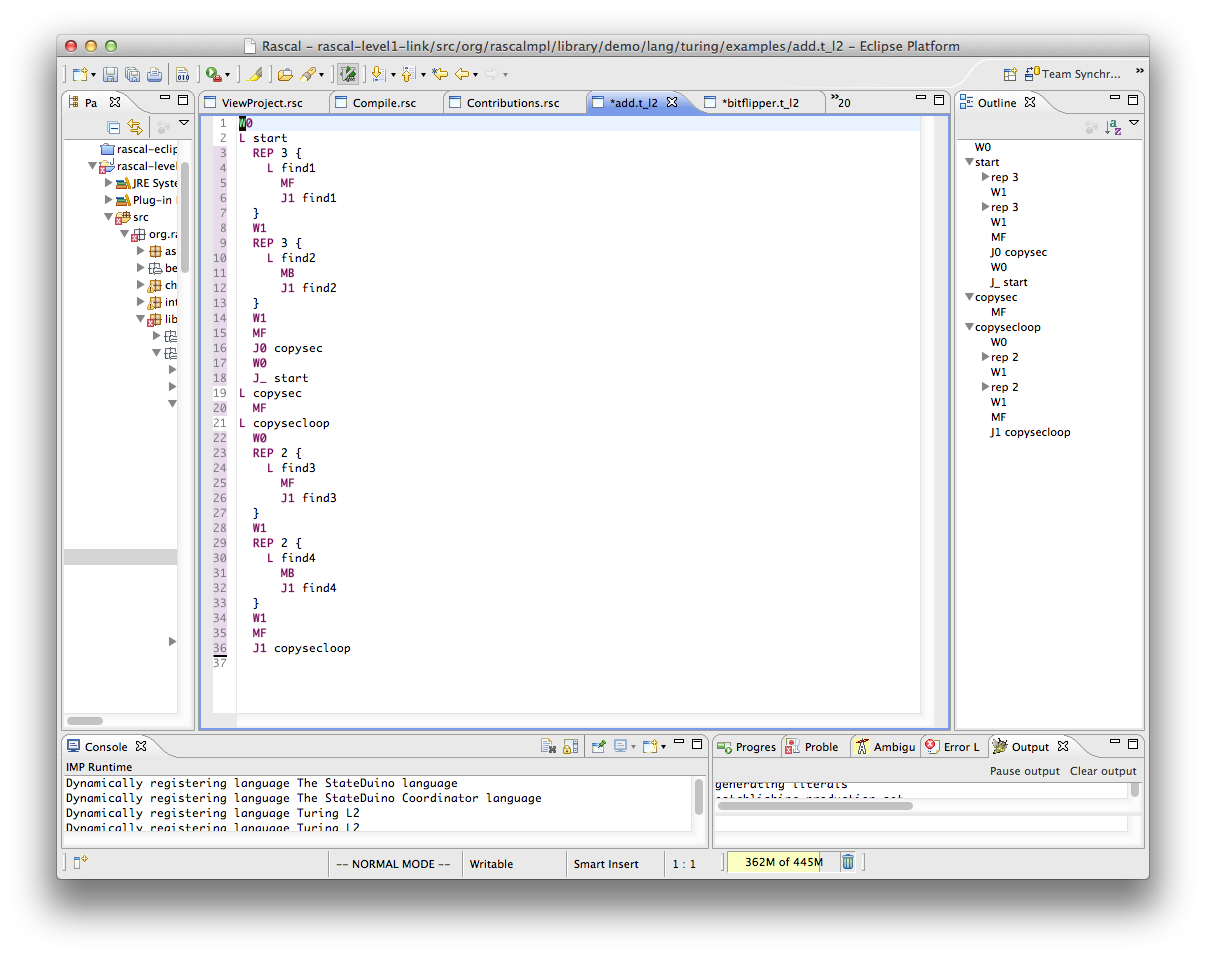 Rascal – rascal-level1-link/src/org/rascalmpl/library/demo/lang/turing/examples/add.t_l2 – Eclipse Platform
010
Team Synchr... »
Pa
ViewProject.rsc Compile.rsc Contributions.rsc *add.t_l2 *bitflipper.t_l2 »20
Outline
a z
rascal-eclip
rascal-level
JRE Syste
Plug-in
src
org.ra
as
be
ch
int
lib
1 W0
2 L start
3 REP 3 {
4 L find1
5 MF
6 J1 find1
7 }
8 W1
9 REP 3 {
10 L find2
11 MB
12 J1 find2
13 }
14 W1
15 MF
16 J0 copysec
17 W0
18 J_ start
19 L copysec
20 MF
21 L copysecloop
22 W0
23 REP 2 {
24 L find3
25 MF
26 J1 find3
27 }
28 W1
29 REP 2 {
30 L find4
31 MB
32 J1 find4
33 }
34 W1
35 MF
36 J1 copysecloop
37
W0
start
rep 3
W1
rep 3
W1
MF
J0 copysec
W0
J_ start
copysec
MF
copysecloop
W0
rep 2
W1
rep 2
W1
MF
J1 copysecloop
Console
IMP Runtime
Dynamically registering language The StateDuino language
Dynamically registering language The StateDuino Coordinator language
Dynamically registering language Turing L2
Dynamically registering language Turing L2
Progres Proble Ambigu Error L Output
Pause output Clear output
generating literals
establishing production set
-- NORMAL MODE -- Writable Smart Insert 1 : 1 362M of 445M